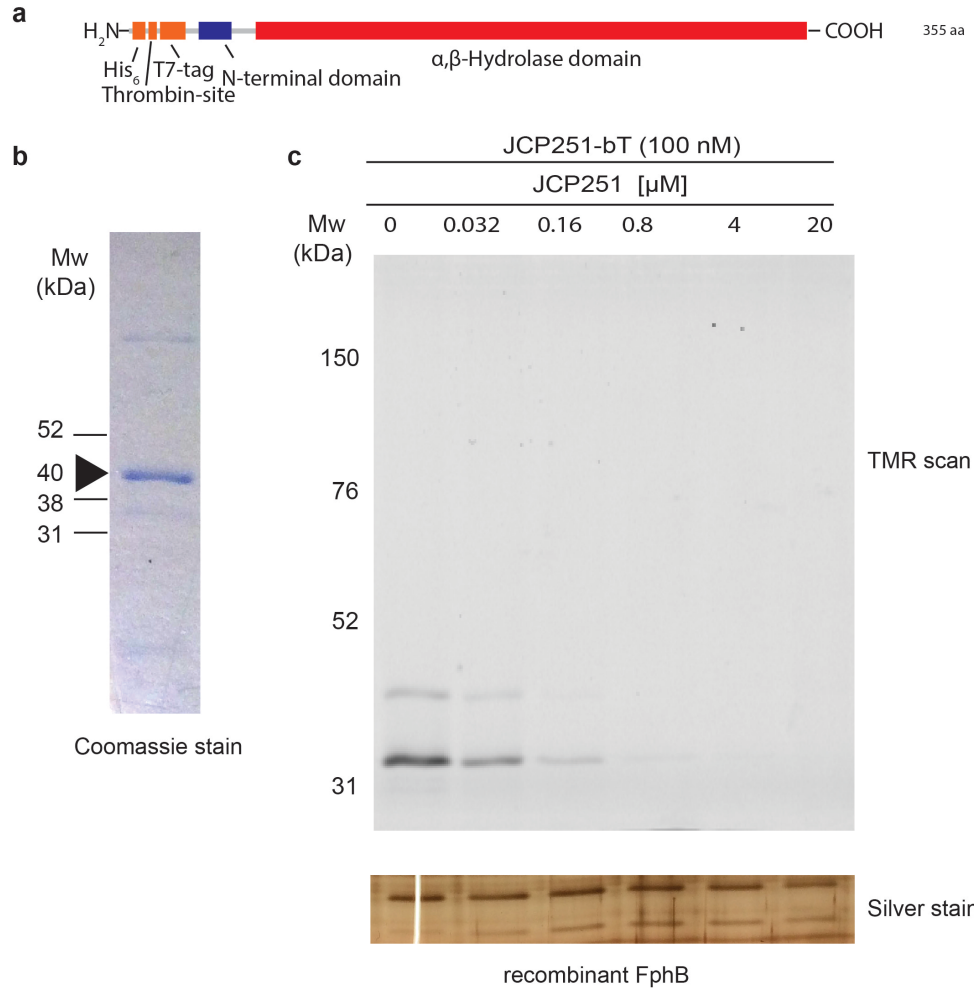 a
H2N COOH 355 aa
His6 T7-tag N-terminal domain α,β-Hydrolase domain
Thrombin-site
b
Mw
(kDa)
52
40
38
31
Coomassie stain
c
JCP251-bT (100 nM)
JCP251 [µM]
Mw
(kDa)
0 0.032 0.16 0.8 4 20
150
76
52
31
TMR scan
Silver stain
recombinant FphB